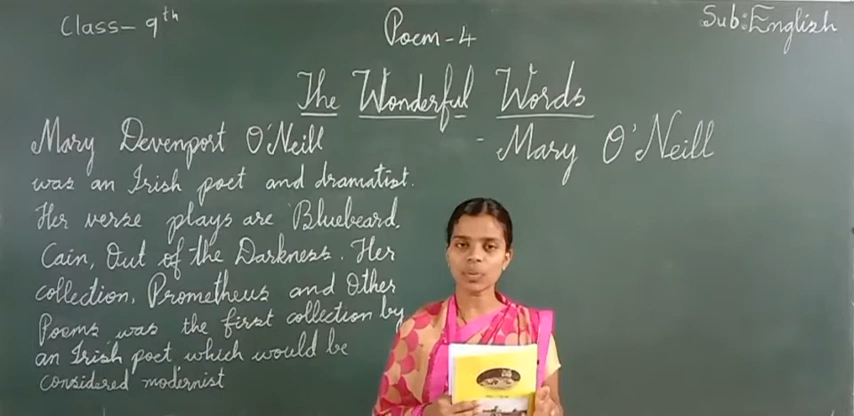 Class - 9th
Poem - 4
Sub: English
The Wonderful Words
- Mary O'Neill
Mary Devenport O'Neill
was an Irish poet and dramatist.
Her verse plays are Bluebeard,
Cain, Out of the Darkness. Her
collection, Prometheus and Other
Poems was the first collection by
an Irish poet which would be
considered modernist